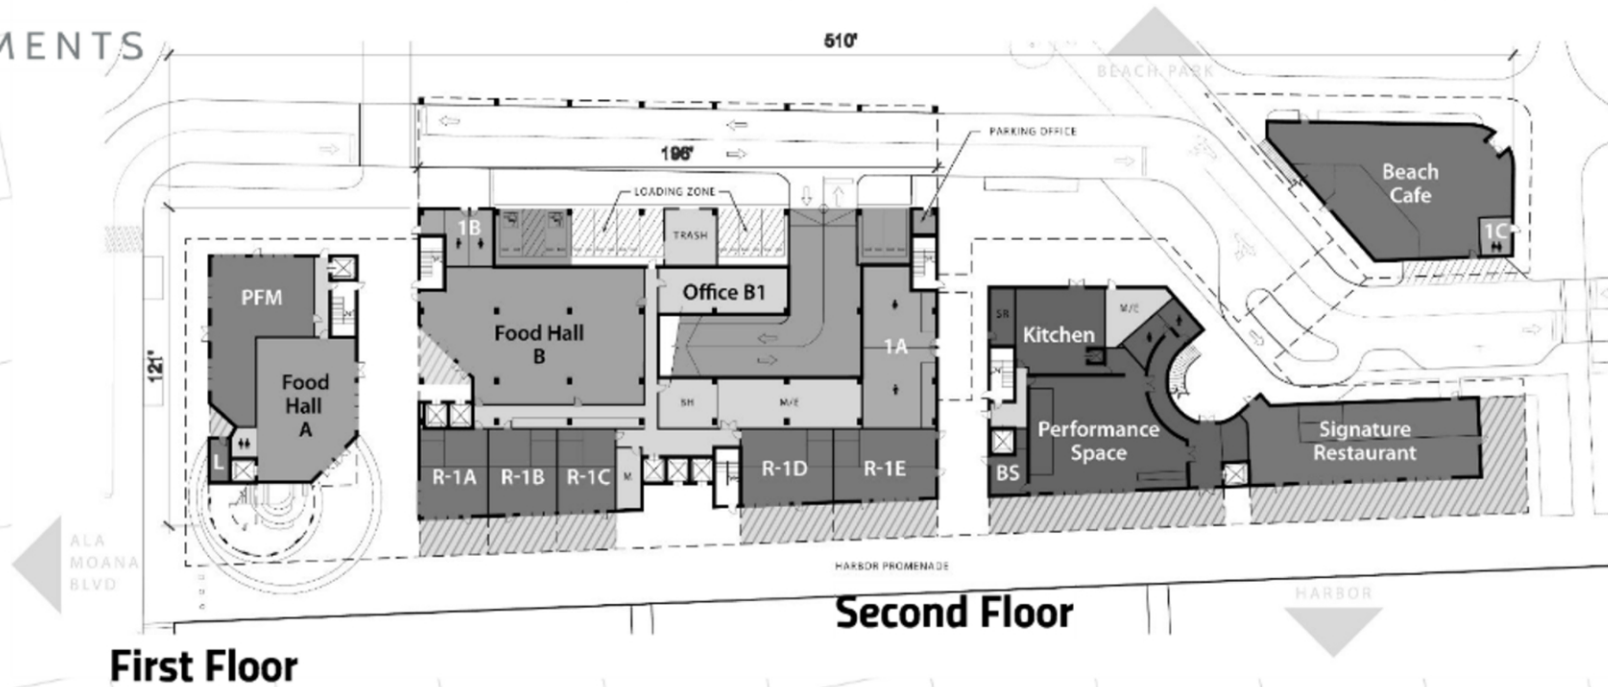 MENTS
510'
BEACH PARK
PARKING OFFICE
196'
LOADING ZONE
Beach
Cafe
1B
TRASH
1C
PFM
Office B1
SR
M/E
Kitchen
Food Hall
B
1A
121'
Food
Hall
A
BH
M/E
Performance
Space
Signature
Restaurant
L
R-1A
R-1B
R-1C
M
R-1D
R-1E
BS
ALA
MOANA
BLVD
HARBOR PROMENADE
HARBOR
Second Floor
First Floor